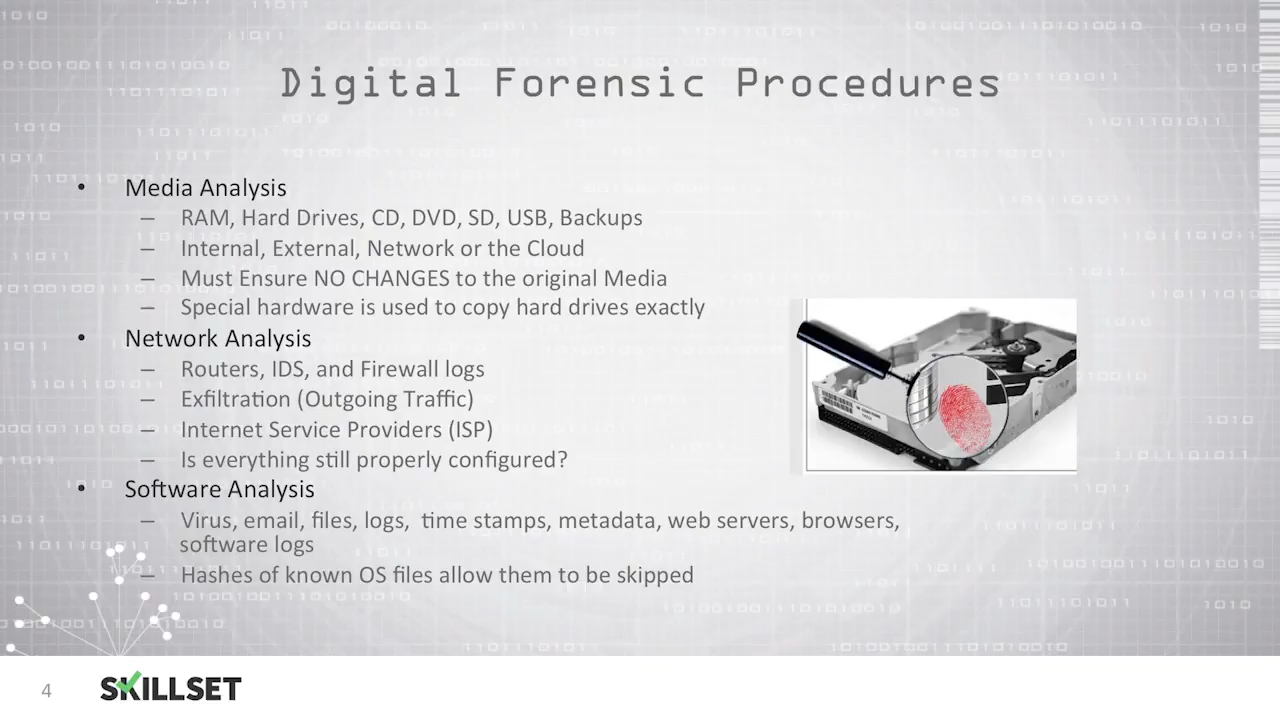 Digital Forensic Procedures
• Media Analysis
– RAM, Hard Drives, CD, DVD, SD, USB, Backups
– Internal, External, Network or the Cloud
– Must Ensure NO CHANGES to the original Media
– Special hardware is used to copy hard drives exactly
• Network Analysis
– Routers, IDS, and Firewall logs
– Exfiltration (Outgoing Traffic)
– Internet Service Providers (ISP)
– Is everything still properly configured?
• Software Analysis
– Virus, email, files, logs,  time stamps, metadata, web servers, browsers,
software logs
– Hashes of known OS files allow them to be skipped
4
SKILLSET